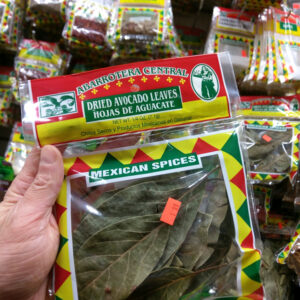 ABARROTERA CENTRAL
DRIED AVOCADO LEAVES
HOJAS DE AGUACATE
MEXICAN SPICES